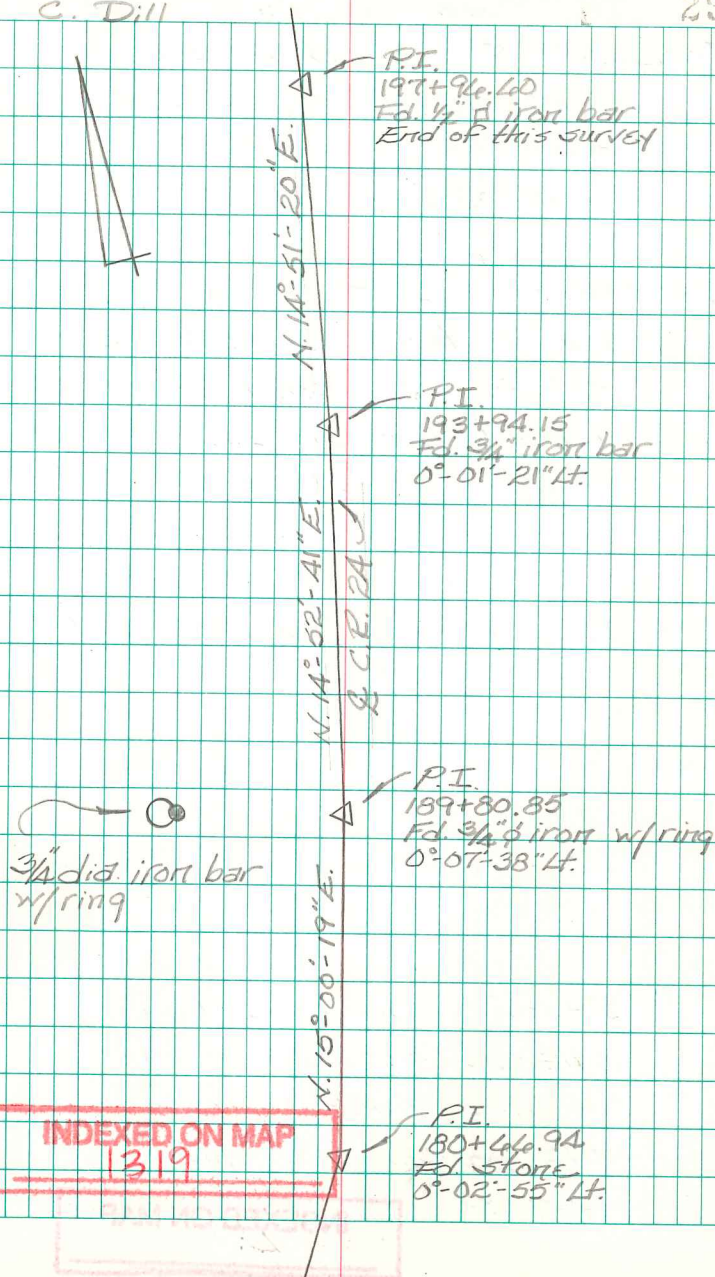 C. Dill
P.I.
197+96.60
Fd. 1/2" ⌀ iron bar
End of this survey
N. 14°-51'-20" E.
P.I.
193+94.15
Fd. 3/4" iron bar
0°-01'-21" Lt.
N. 14°-52'-41" E.
℄ C.R. 24
P.I.
189+80.85
Fd. 3/4" ⌀ iron w/ring
0°-07'-38" Lt.
3/4" dia. iron bar
w/ring
N. 15°-00'-19" E.
P.I.
180+66.94
Fd. stone
0°-02'-55" Lt.
INDEXED ON MAP
1319